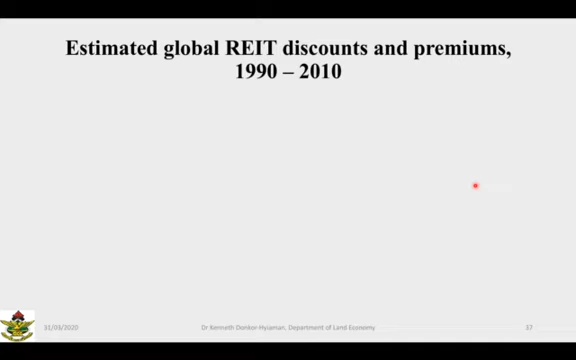 Estimated global REIT discounts and premiums,
1990 – 2010
31/03/2020 Dr Kenneth Donkor-Hyiaman, Department of Land Economy 37